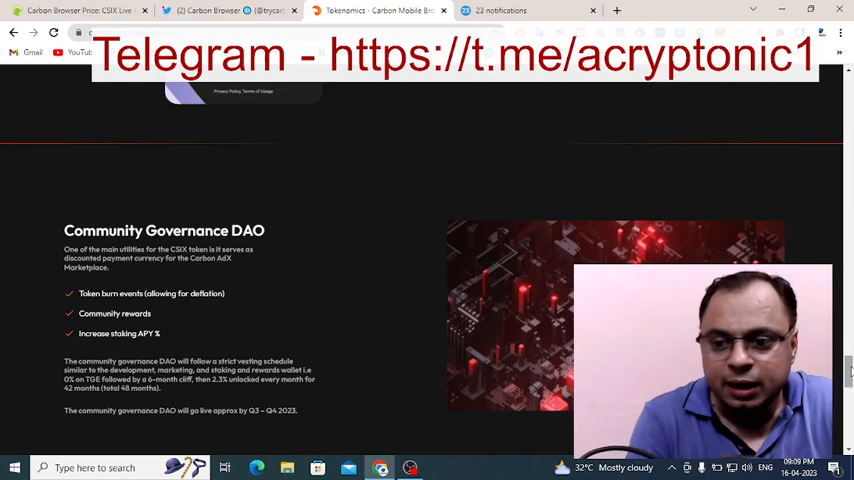 Carbon Browser Price: CSIX Live
(2) Carbon Browser (@trycarb
Tokenomics - Carbon Mobile Bro
23 notifications
Gmail
YouTub
Telegram - https://t.me/acryptonic1
Privacy Policy, Terms of Usage
Community Governance DAO
One of the main utilities for the CSIX token is it serves as
discounted payment currency for the Carbon AdX
Marketplace.
Token burn events (allowing for deflation)
Community rewards
Increase staking APY %
The community governance DAO will follow a strict vesting schedule
similar to the development, marketing, and staking and rewards wallet i.e
0% on TGE followed by a 6-month cliff, then 2.3% unlocked every month for
42 months (total 48 months).
The community governance DAO will go live approx by Q3 – Q4 2023.
Type here to search
32°C Mostly cloudy
ENG
09:09 PM
16-04-2023